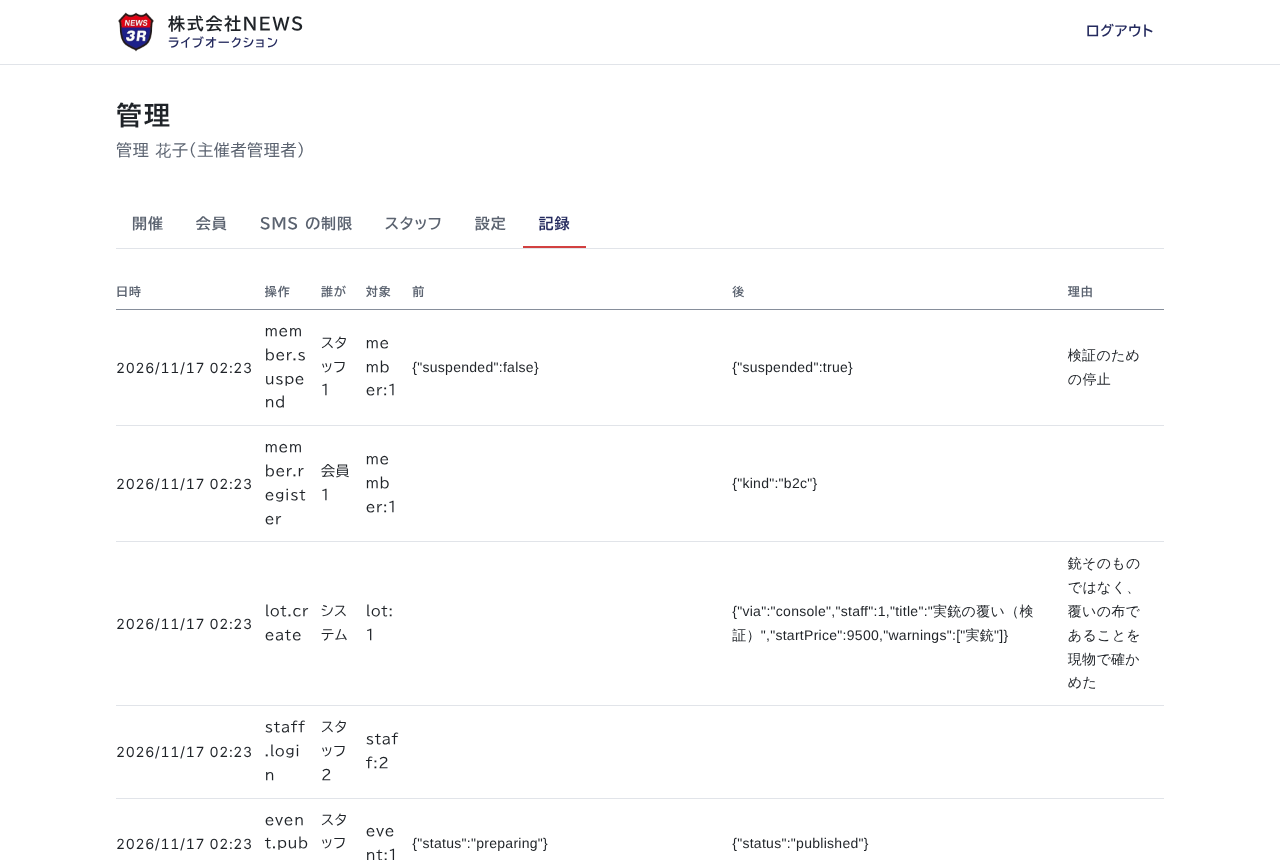 NEWS
3R
株式会社NEWS
ライブオークション
ログアウト
管理
管理 花子(主催者管理者)
開催 会員 SMS の制限 スタッフ 設定 記録
日時 操作 誰が 対象 前 後 理由
2026/11/17 02:23
mem
ber.s
uspe
nd
スタ
ッフ
1
me
mb
er:1
{"suspended":false}
{"suspended":true}
検証のため
の停止
2026/11/17 02:23
mem
ber.r
egist
er
会員
1
me
mb
er:1
{"kind":"b2c"}
2026/11/17 02:23
lot.cr
eate
シス
テム
lot:
1
{"via":"console","staff":1,"title":"実銃の覆い（検
証）","startPrice":9500,"warnings":["実銃"]}
銃そのもの
ではなく、
覆いの布で
あることを
現物で確か
めた
2026/11/17 02:23
staff
.logi
n
スタ
ッフ
2
staf
f:2
2026/11/17 02:23
even
t.pub
スタ
ッフ
eve
nt:1
{"status":"preparing"}
{"status":"published"}